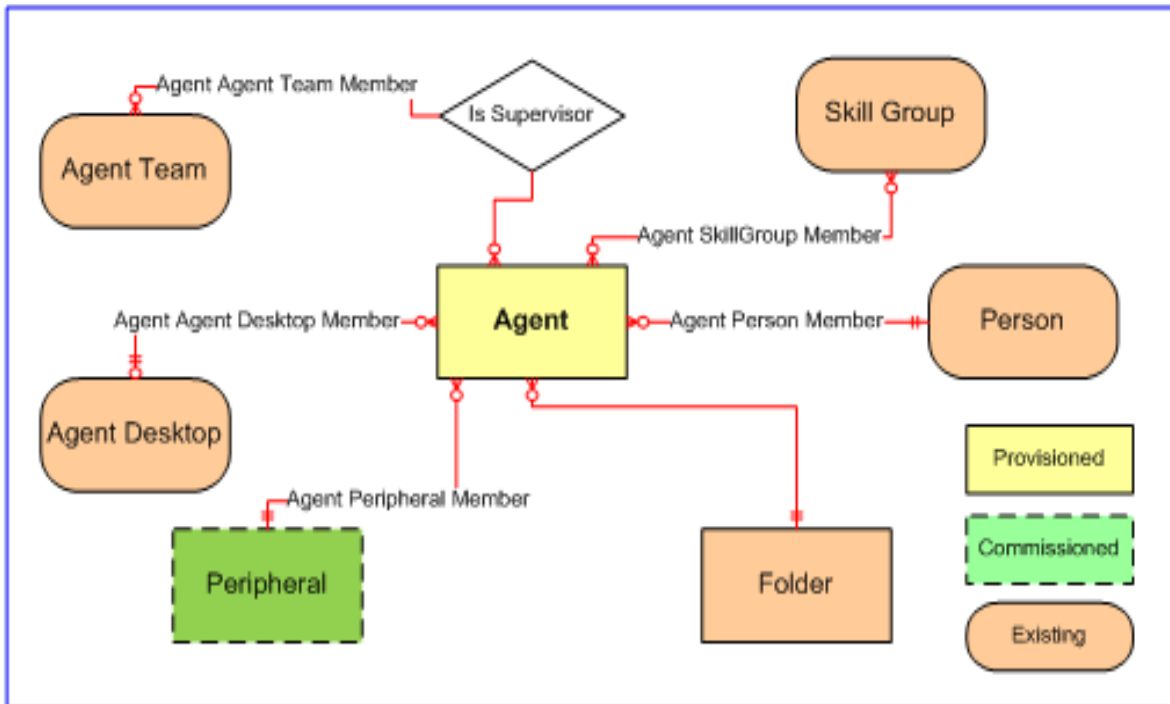 Agent Agent Team Member
Is Supervisor
Skill Group
Agent Team
Agent SkillGroup Member
Agent Agent Desktop Member
Agent
Agent Person Member
Person
Agent Desktop
Provisioned
Agent Peripheral Member
Commissioned
Peripheral
Folder
Existing